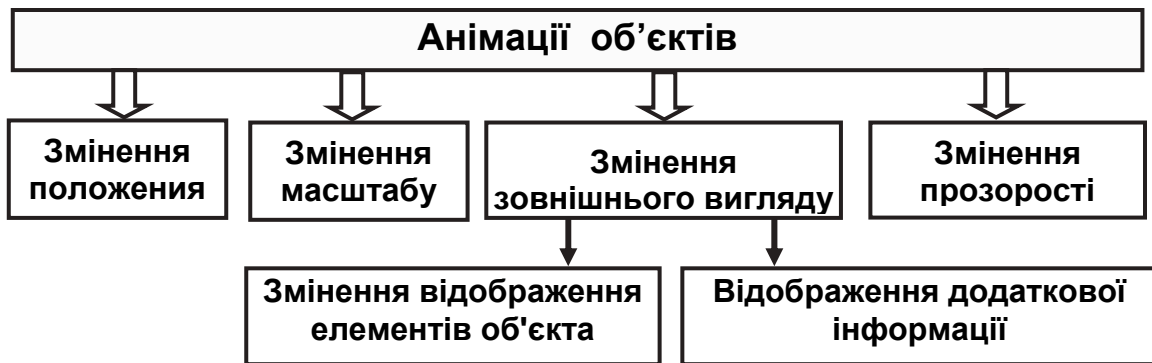 Анімації об’єктів
Змінення
положення
Змінення
масштабу
Змінення
зовнішнього вигляду
Змінення
прозорості
Змінення відображення
елементів об'єкта
Відображення додаткової
інформації